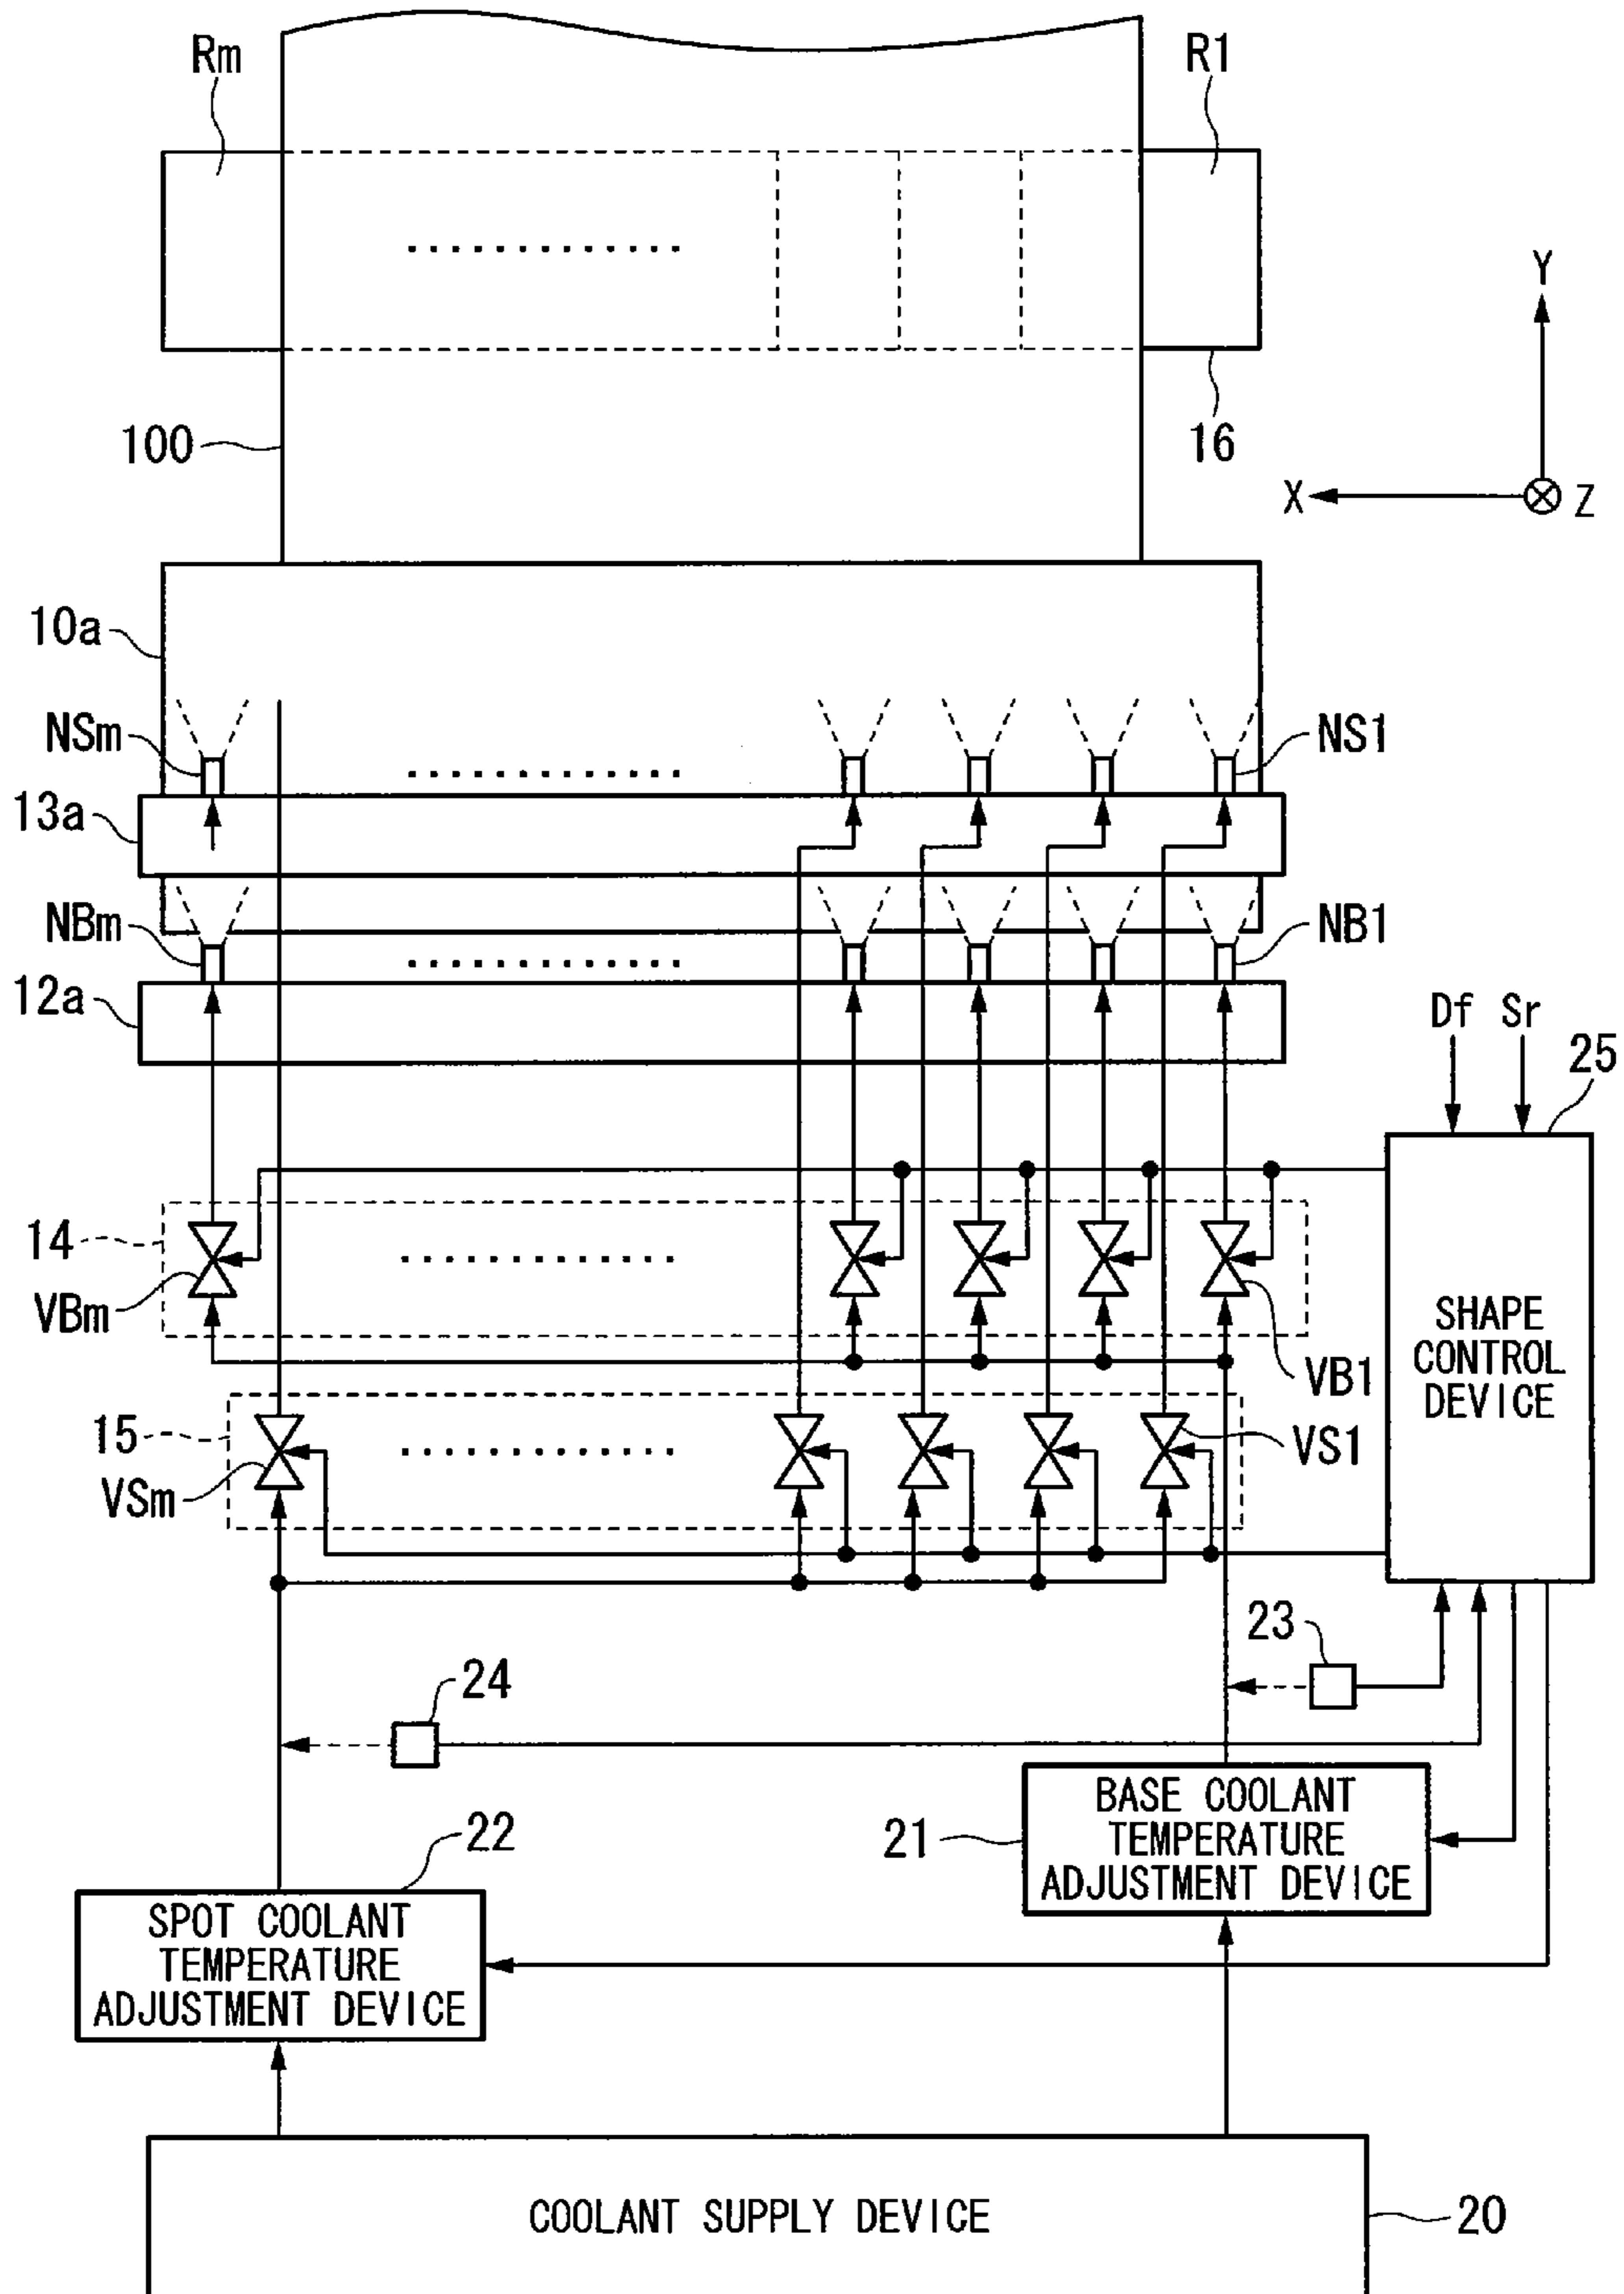 Rm
R1
Y
100
16
X
Z
10a
NSm
NS1
13a
NBm
NB1
12a
Df Sr
25
14
VBm
SHAPE
CONTROL
DEVICE
VB1
15
VS1
VSm
23
24
BASE COOLANT
TEMPERATURE
ADJUSTMENT DEVICE
21
22
SPOT COOLANT
TEMPERATURE
ADJUSTMENT DEVICE
COOLANT SUPPLY DEVICE
20